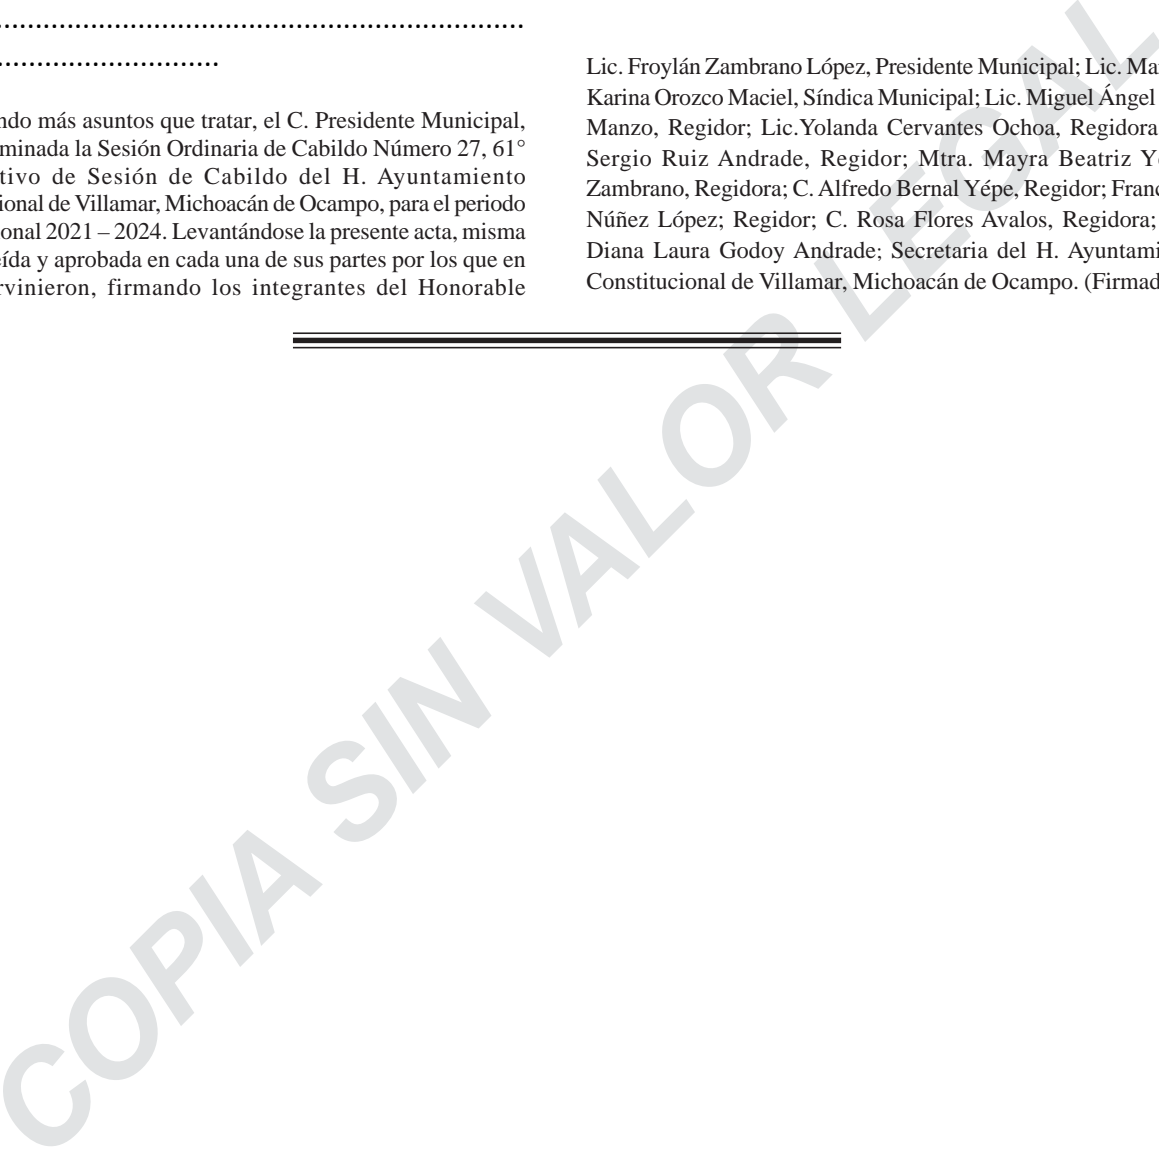 ........................................................................
............................
ndo más asuntos que tratar, el C. Presidente Municipal,
minada la Sesión Ordinaria de Cabildo Número 27, 61°
tivo de Sesión de Cabildo del H. Ayuntamiento
ional de Villamar, Michoacán de Ocampo, para el periodo
onal 2021 – 2024. Levantándose la presente acta, misma
eída y aprobada en cada una de sus partes por los que en
rvinieron, firmando los integrantes del Honorable
Lic. Froylán Zambrano López, Presidente Municipal; Lic. Mar
Karina Orozco Maciel, Síndica Municipal; Lic. Miguel Ángel
Manzo, Regidor; Lic.Yolanda Cervantes Ochoa, Regidora
Sergio Ruiz Andrade, Regidor; Mtra. Mayra Beatriz Y
Zambrano, Regidora; C. Alfredo Bernal Yépe, Regidor; Franc
Núñez López; Regidor; C. Rosa Flores Avalos, Regidora;
Diana Laura Godoy Andrade; Secretaria del H. Ayuntami
Constitucional de Villamar, Michoacán de Ocampo. (Firmad
COPIA SIN VALOR LEGAL